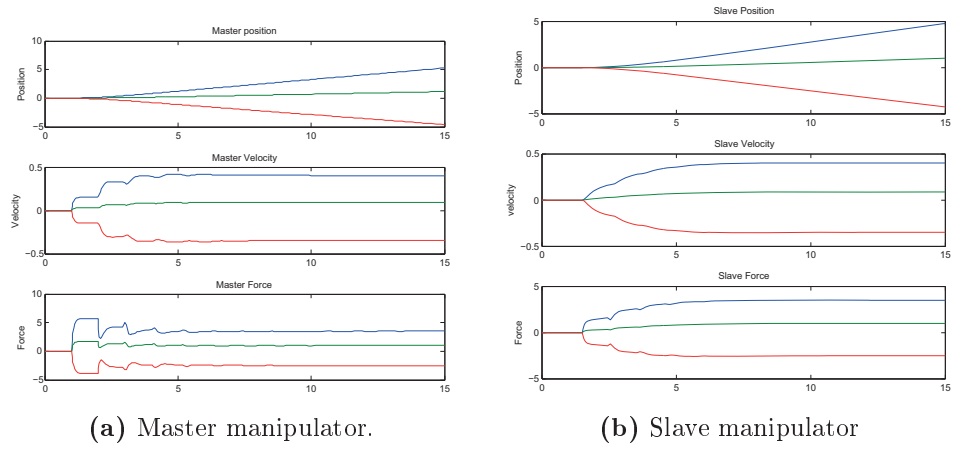 Master position
10
5
0
−5
Position
0 5 10 15
Master Velocity
0.5
0
−0.5
Velocity
0 5 10 15
Master Force
10
5
0
−5
Force
0 5 10 15
(a) Master manipulator.
Slave Position
5
0
−5
Position
0 5 10 15
Slave Velocity
0.5
0
−0.5
velocity
0 5 10 15
Slave Force
5
0
−5
Force
0 5 10 15
(b) Slave manipulator